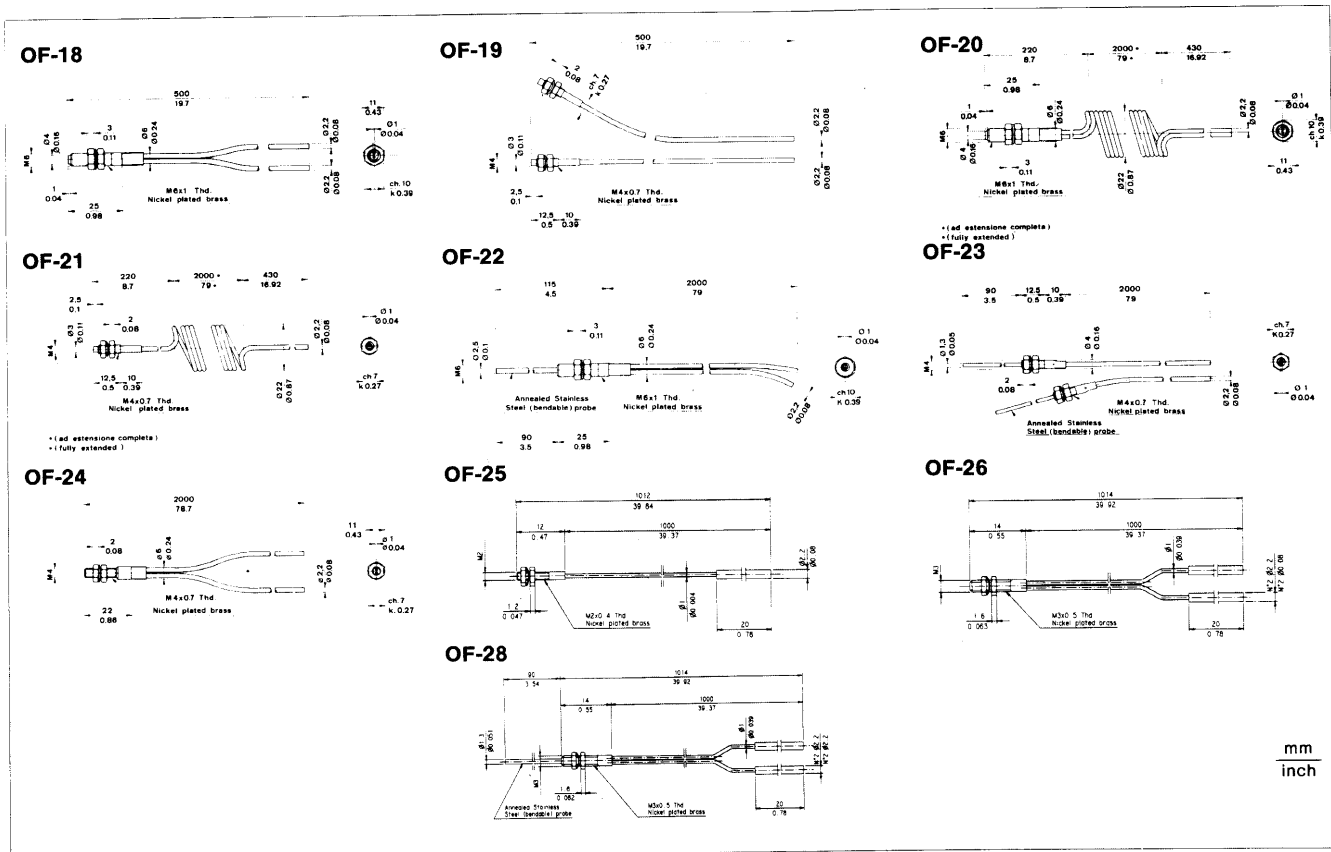 OF-18
500
19.7
3
0.11
Ø4
Ø0.16
M6
Ø6
Ø0.24
Ø2,2
Ø0.08
Ø2,2
Ø0.08
11
0.43
Ø1
Ø0.04
ch.10
k 0.39
1
0.04
25
0.98
M6x1 Thd.
Nickel plated brass
OF-19
500
19.7
2
0.08
ch.7
k 0.27
Ø3
Ø0.11
M4
Ø2,2
Ø0.08
Ø2,2
Ø0.08
2,5
0.1
12,5
0.5
10
0.39
M4x0.7 Thd.
Nickel plated brass
OF-20
220
8.7
2000*
79*
430
16.92
25
0.98
1
0.04
Ø6
Ø0.24
M6
Ø4
Ø0.16
3
0.11
M6x1 Thd.
Nickel plated brass
Ø22
Ø0.87
Ø2,2
Ø0.08
Ø1
Ø0.04
ch.10
k 0.39
11
0.43
*(ad estensione completa)
*(fully extended)
OF-21
220
8.7
2000*
79*
430
16.92
2,5
0.1
Ø3
Ø0.11
2
0.08
M4
12,5
0.5
10
0.39
M4x0.7 Thd
Nickel plated brass
Ø22
Ø0.87
Ø2,2
Ø0.08
Ø1
Ø0.04
ch7
k 0.27
*(ad estensione completa)
*(fully extended)
OF-22
115
4.5
2000
79
3
0.11
M6
Ø2,5
Ø0.1
Ø6
Ø0.24
Ø1
Ø0.04
Annealed Stainless
Steel (bendable) probe
M6x1 Thd.
Nickel plated brass
Ø2,2
Ø0.08
ch10
K 0.39
90
3.5
25
0.98
OF-23
90
3.5
12,5
0.5
10
0.39
2000
79
M4
Ø1,3
Ø0.05
Ø4
Ø0.16
ch.7
K0.27
2
0.08
M4x0.7 Thd.
Nickel plated brass
Ø2,2
Ø0.08
Ø1
Ø0.04
Annealed Stainless
Steel (bendable) probe
OF-24
2000
78.7
2
0.08
M4
Ø6
Ø0.24
11
0.43
Ø1
Ø0.04
Ø2,2
Ø0.08
M4x0.7 Thd.
Nickel plated brass
ch.7
k.0.27
22
0.86
OF-25
1012
39.84
12
0.47
1000
39.37
M2
Ø2.2
Ø0.08
1.2
0.047
M2x0.4 Thd
Nickel plated brass
Ø1
Ø0.004
20
0.78
OF-26
1014
39.92
14
0.55
1000
39.37
M3
Ø1
Ø0.039
N°2 Ø2.2
N°2 Ø0.08
1.6
0.063
M3x0.5 Thd
Nickel plated brass
20
0.78
OF-28
90
3.54
1014
39.92
14
0.55
1000
39.37
Ø1.3
Ø0.051
M3
Ø1
Ø0.039
N°2 Ø2.2
N°2 Ø2.2
1.6
0.062
Annealed Stainless
Steel (bendable) probe
M3x0.5 Thd
Nickel plated brass
20
0.78
mm
inch